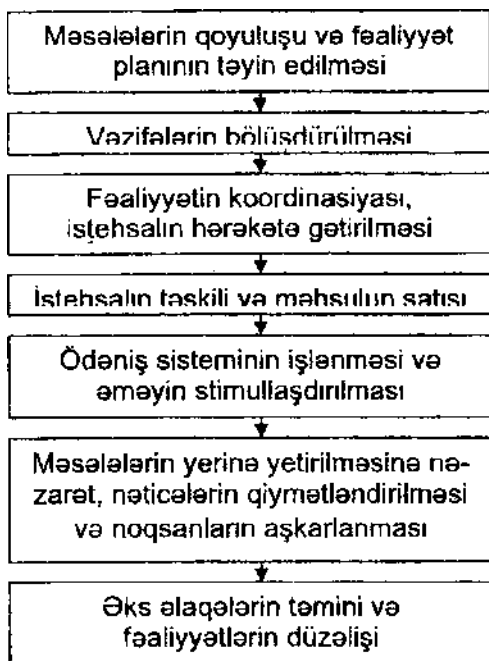 Məsələlərin qoyuluşu və fəaliyyət
planının təyin edilməsi
Vəzifələrin bölüşdürülməsi
Fəaliyyətin koordinasiyası,
istehsalın hərəkətə gətirilməsi
İstehsalın təşkili və məhsulun satışı
Ödəniş sisteminin işlənməsi və
əməyin stimullaşdırılması
Məsələlərin yerinə yetirilməsinə nə-
zarət, nəticələrin qiymətləndirilməsi
və noqsanların aşkarlanması
Əks əlaqələrin təmini və
fəaliyyətlərin düzəlişi